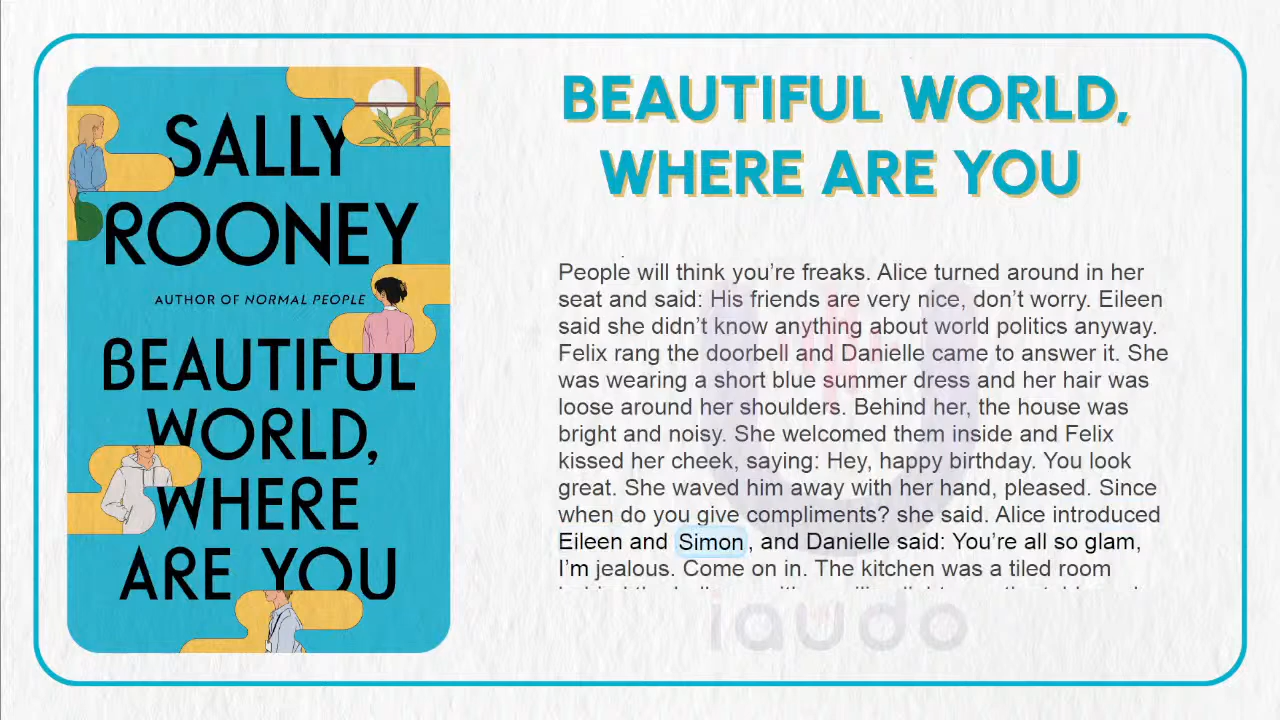 SALLY
ROONEY
AUTHOR OF NORMAL PEOPLE
BEAUTIFUL
WORLD,
WHERE
ARE YOU
BEAUTIFUL WORLD,
WHERE ARE YOU
People will think you’re freaks. Alice turned around in her
seat and said: His friends are very nice, don’t worry. Eileen
said she didn’t know anything about world politics anyway.
Felix rang the doorbell and Danielle came to answer it. She
was wearing a short blue summer dress and her hair was
loose around her shoulders. Behind her, the house was
bright and noisy. She welcomed them inside and Felix
kissed her cheek, saying: Hey, happy birthday. You look
great. She waved him away with her hand, pleased. Since
when do you give compliments? she said. Alice introduced
Eileen and Simon, and Danielle said: You’re all so glam,
I’m jealous. Come on in. The kitchen was a tiled room
iaudo